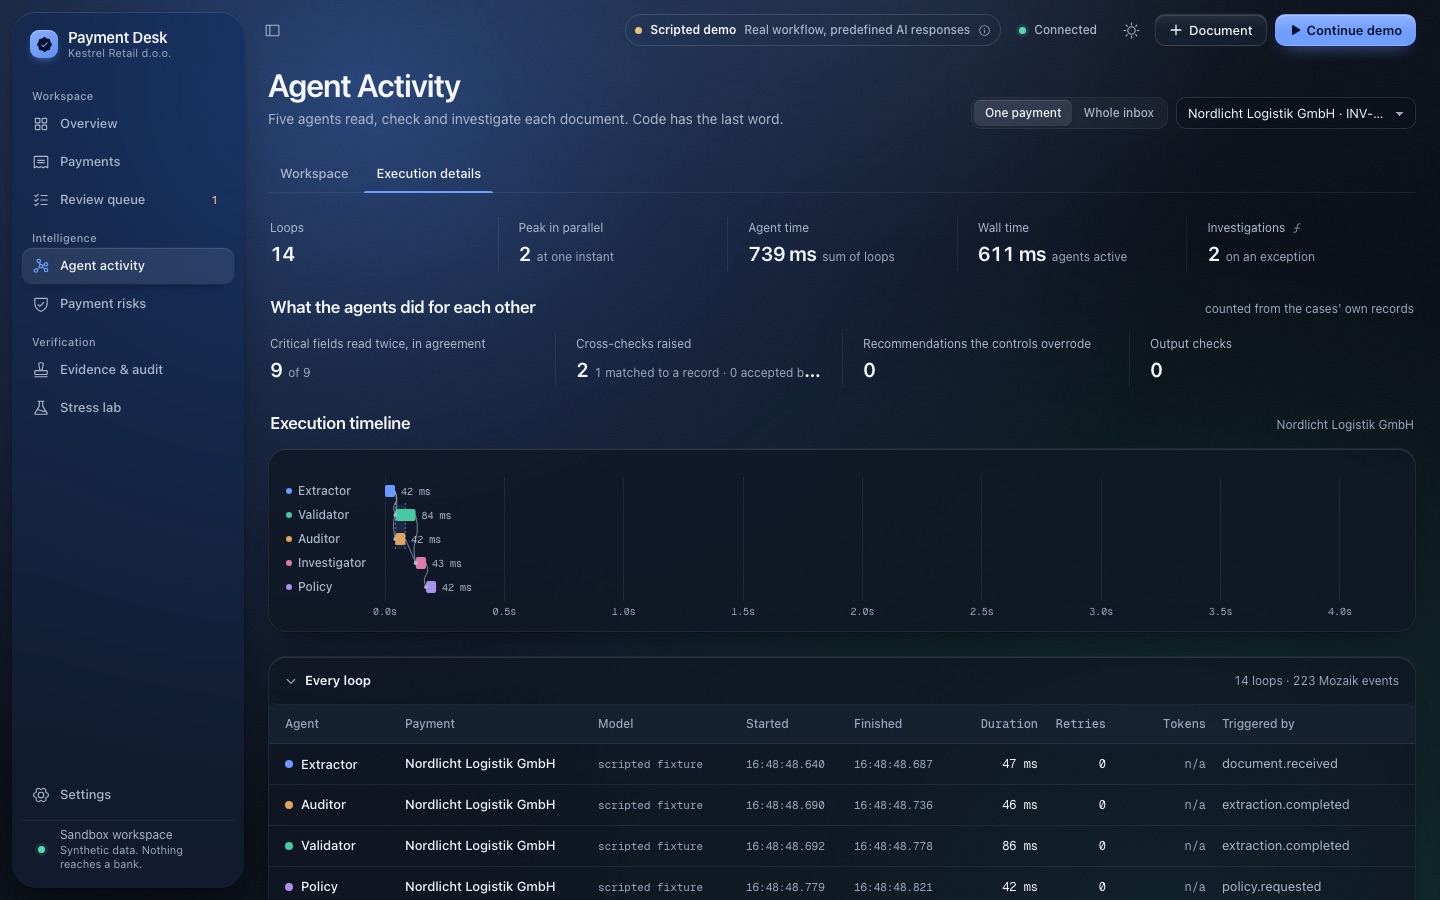 Payment Desk
Kestrel Retail d.o.o.
Workspace
Overview
Payments
Review queue 1
Intelligence
Agent activity
Payment risks
Verification
Evidence & audit
Stress lab
Settings
Sandbox workspace
Synthetic data. Nothing
reaches a bank.
Scripted demo Real workflow, predefined AI responses
Connected
+ Document
Continue demo
Agent Activity
Five agents read, check and investigate each document. Code has the last word.
One payment Whole inbox
Nordlicht Logistik GmbH · INV-...
Workspace Execution details
Loops Peak in parallel Agent time Wall time Investigations ƒ
14 2 at one instant 739 ms sum of loops 611 ms agents active 2 on an exception
What the agents did for each other counted from the cases' own records
Critical fields read twice, in agreement Cross-checks raised Recommendations the controls overrode Output checks
9 of 9 2 1 matched to a record · 0 accepted b... 0 0
Execution timeline Nordlicht Logistik GmbH
Extractor 42 ms
Validator 84 ms
Auditor 42 ms
Investigator 43 ms
Policy 42 ms
0.0s 0.5s 1.0s 1.5s 2.0s 2.5s 3.0s 3.5s 4.0s
Every loop 14 loops · 223 Mozaik events
Agent Payment Model Started Finished Duration Retries Tokens Triggered by
Extractor Nordlicht Logistik GmbH scripted fixture 16:48:48.640 16:48:48.687 47 ms 0 n/a document.received
Auditor Nordlicht Logistik GmbH scripted fixture 16:48:48.690 16:48:48.736 46 ms 0 n/a extraction.completed
Validator Nordlicht Logistik GmbH scripted fixture 16:48:48.692 16:48:48.778 86 ms 0 n/a extraction.completed
Policy Nordlicht Logistik GmbH scripted fixture 16:48:48.779 16:48:48.821 42 ms 0 n/a policy.requested